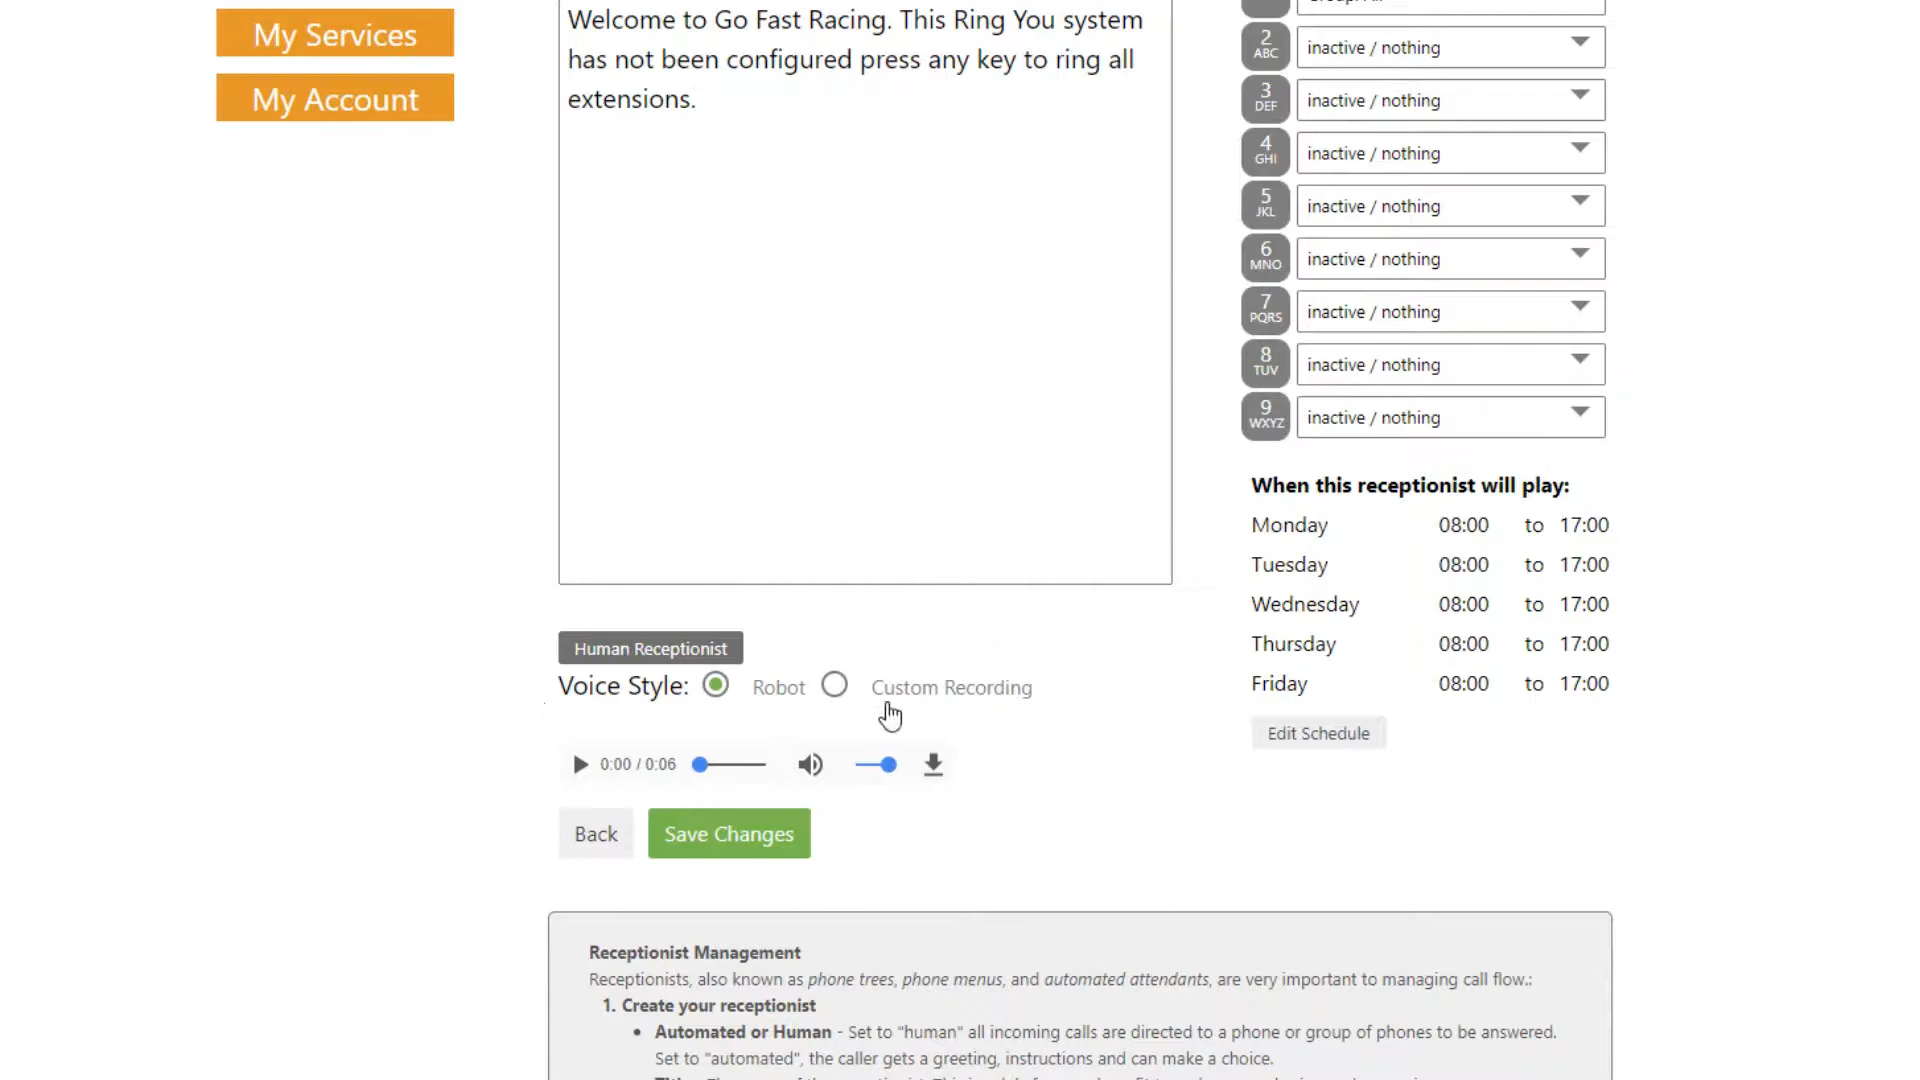 My Services
My Account
Welcome to Go Fast Racing. This Ring You system
has not been configured press any key to ring all
extensions.
2
ABC
inactive / nothing
3
DEF
inactive / nothing
4
GHI
inactive / nothing
5
JKL
inactive / nothing
6
MNO
inactive / nothing
7
PQRS
inactive / nothing
8
TUV
inactive / nothing
9
WXYZ
inactive / nothing
When this receptionist will play:
Monday 08:00 to 17:00
Tuesday 08:00 to 17:00
Wednesday 08:00 to 17:00
Thursday 08:00 to 17:00
Friday 08:00 to 17:00
Edit Schedule
Human Receptionist
Voice Style: Robot Custom Recording
0:00 / 0:06
Back
Save Changes
Receptionist Management
Receptionists, also known as phone trees, phone menus, and automated attendants, are very important to managing call flow.:
1. Create your receptionist
• Automated or Human - Set to "human" all incoming calls are directed to a phone or group of phones to be answered.
Set to "automated", the caller gets a greeting, instructions and can make a choice.